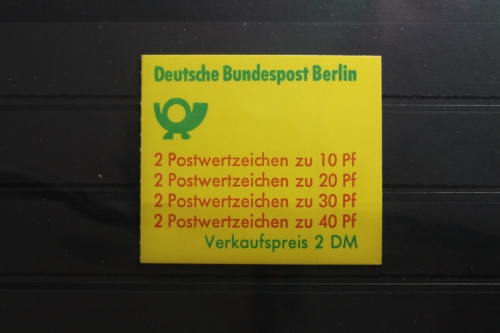 Deutsche Bundespost Berlin
2 Postwertzeichen zu 10 Pf
2 Postwertzeichen zu 20 Pf
2 Postwertzeichen zu 30 Pf
2 Postwertzeichen zu 40 Pf
Verkaufspreis 2 DM